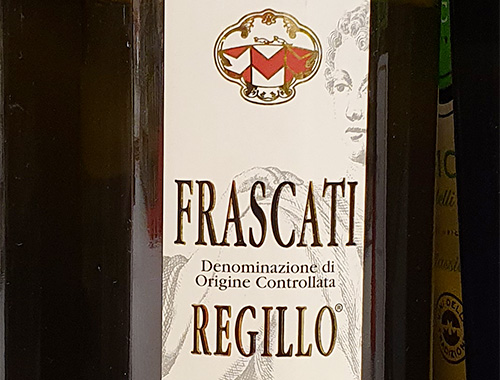 FRASCATI
Denominazione di
Origine Controllata
REGILLO®